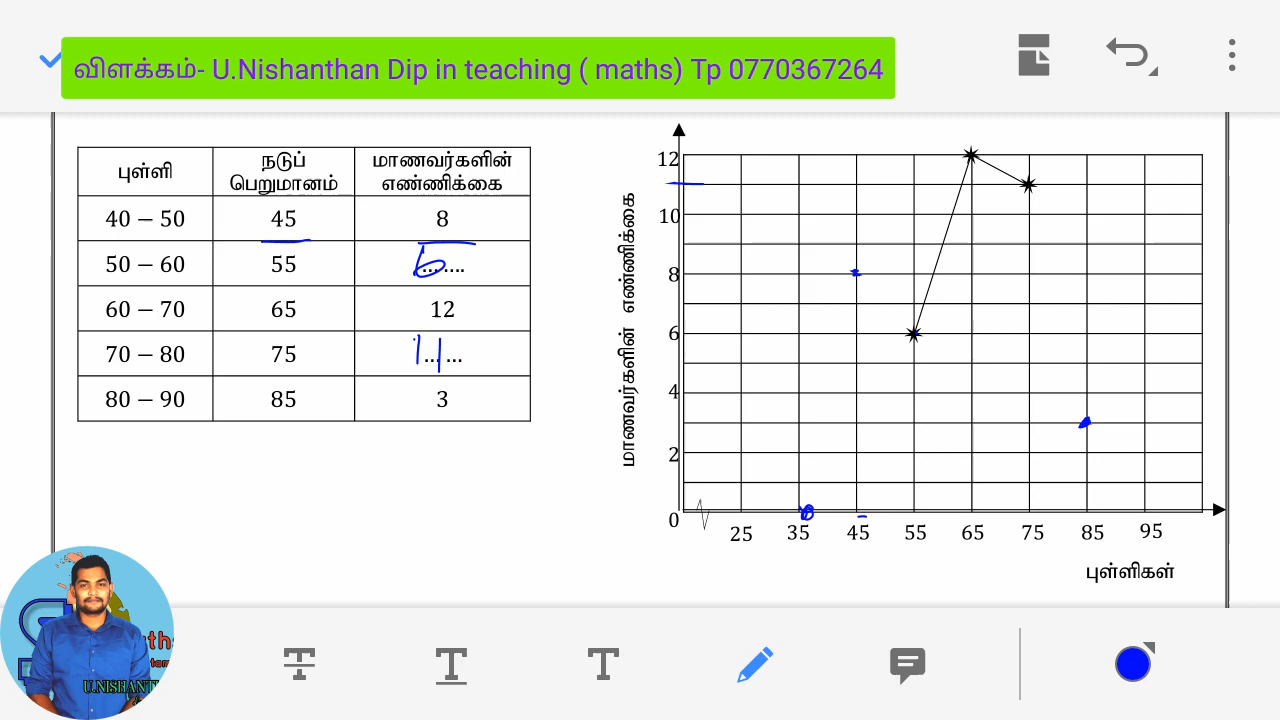 விளக்கம்- U.Nishanthan Dip in teaching ( maths) Tp 0770367264
புள்ளி நடுப் பெறுமானம் மாணவர்களின் எண்ணிக்கை
40 – 50 45 8
50 – 60 55 6
60 – 70 65 12
70 – 80 75 11
80 – 90 85 3
மாணவர்களின் எண்ணிக்கை
12
10
8
6
4
2
0
25 35 45 55 65 75 85 95
புள்ளிகள்
U.NISHANTH
T T T